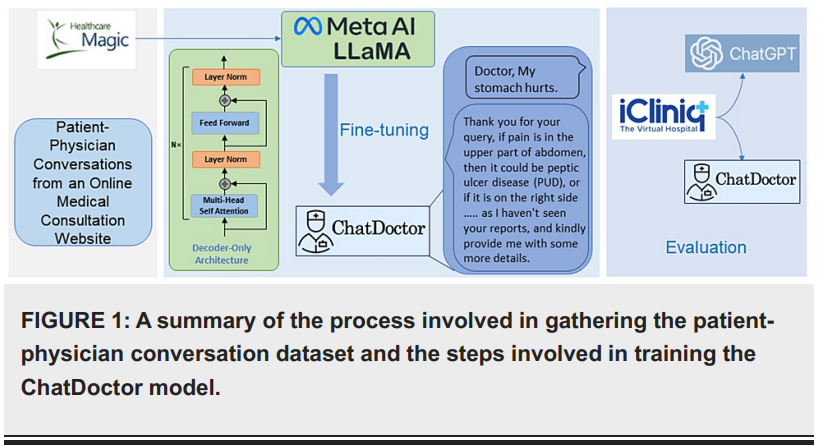 Healthcare
Magic
Patient-
Physician
Conversations
from an Online
Medical
Consultation
Website
Layer Norm
Feed Forward
N×
Layer Norm
Multi-Head
Self Attention
Decoder-Only
Architecture
Meta AI
LLaMA
Fine-tuning
ChatDoctor
Doctor, My
stomach hurts.
Thank you for your
query, if pain is in the
upper part of abdomen,
then it could be peptic
ulcer disease (PUD), or
if it is on the right side
..... as I haven't seen
your reports, and kindly
provide me with some
more details.
ChatGPT
iCliniq
The Virtual Hospital
ChatDoctor
Evaluation
FIGURE 1: A summary of the process involved in gathering the patient-
physician conversation dataset and the steps involved in training the
ChatDoctor model.